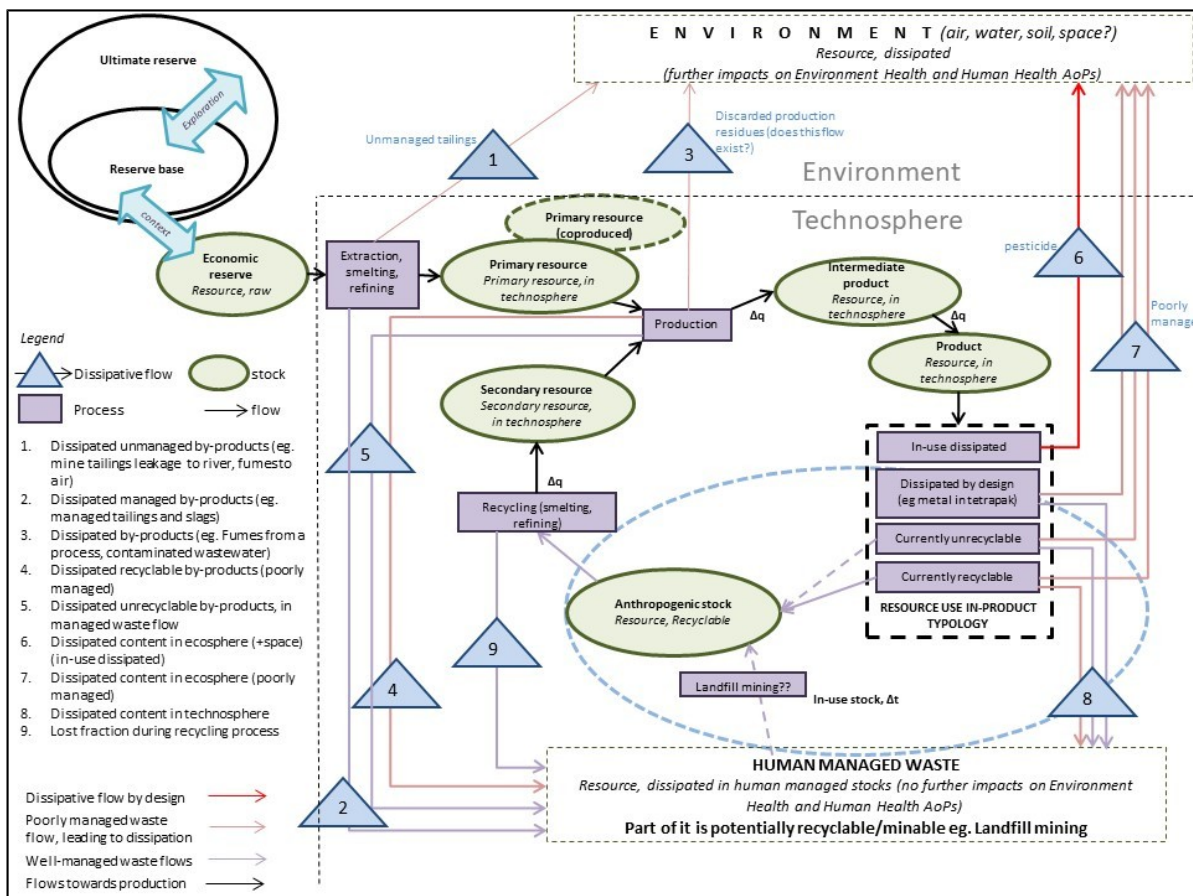 E N V I R O N M E N T (air, water, soil, space?)
Resource, dissipated
(further impacts on Environment Health and Human Health AoPs)
Ultimate reserve
Exploration
Reserve base
context
Economic
reserve
Resource, raw
Unmanaged tailings
1
Discarded production
residues (does this flow
exist?)
3
Environment
Technosphere
Extraction,
smelting,
refining
Primary resource
(coproduced)
Primary resource
Primary resource, in
technosphere
Production
Δq
Intermediate
product
Resource, in
technosphere
Δq
Product
Resource, in
technosphere
pesticide
6
Poorly
manage
7
Secondary resource
Secondary resource,
in technosphere
Δq
Recycling (smelting,
refining)
5
9
4
2
In-use dissipated
Dissipated by design
(eg metal in tetrapak)
Currently unrecyclable
Currently recyclable
RESOURCE USE IN-PRODUCT
TYPOLOGY
Anthropogenic stock
Resource, Recyclable
Landfill mining??
In-use stock, Δt
8
HUMAN MANAGED WASTE
Resource, dissipated in human managed stocks (no further impacts on Environment
Health and Human Health AoPs)
Part of it is potentially recyclable/minable eg. Landfill mining
Legend
Dissipative flow
stock
Process
flow
1. Dissipated unmanaged by-products (eg.
mine tailings leakage to river, fumesto
air)
2. Dissipated managed by-products (eg.
managed tailings and slags)
3. Dissipated by-products (eg. Fumes from a
process, contaminated wastewater)
4. Dissipated recyclable by-products (poorly
managed)
5. Dissipated unrecyclable by-products, in
managed waste flow
6. Dissipated content in ecosphere (+space)
(in-use dissipated)
7. Dissipated content in ecosphere (poorly
managed)
8. Dissipated content in technosphere
9. Lost fraction during recycling process
Dissipative flow by design
Poorly managed waste
flow, leading to dissipation
Well-managed waste flows
Flows towards production